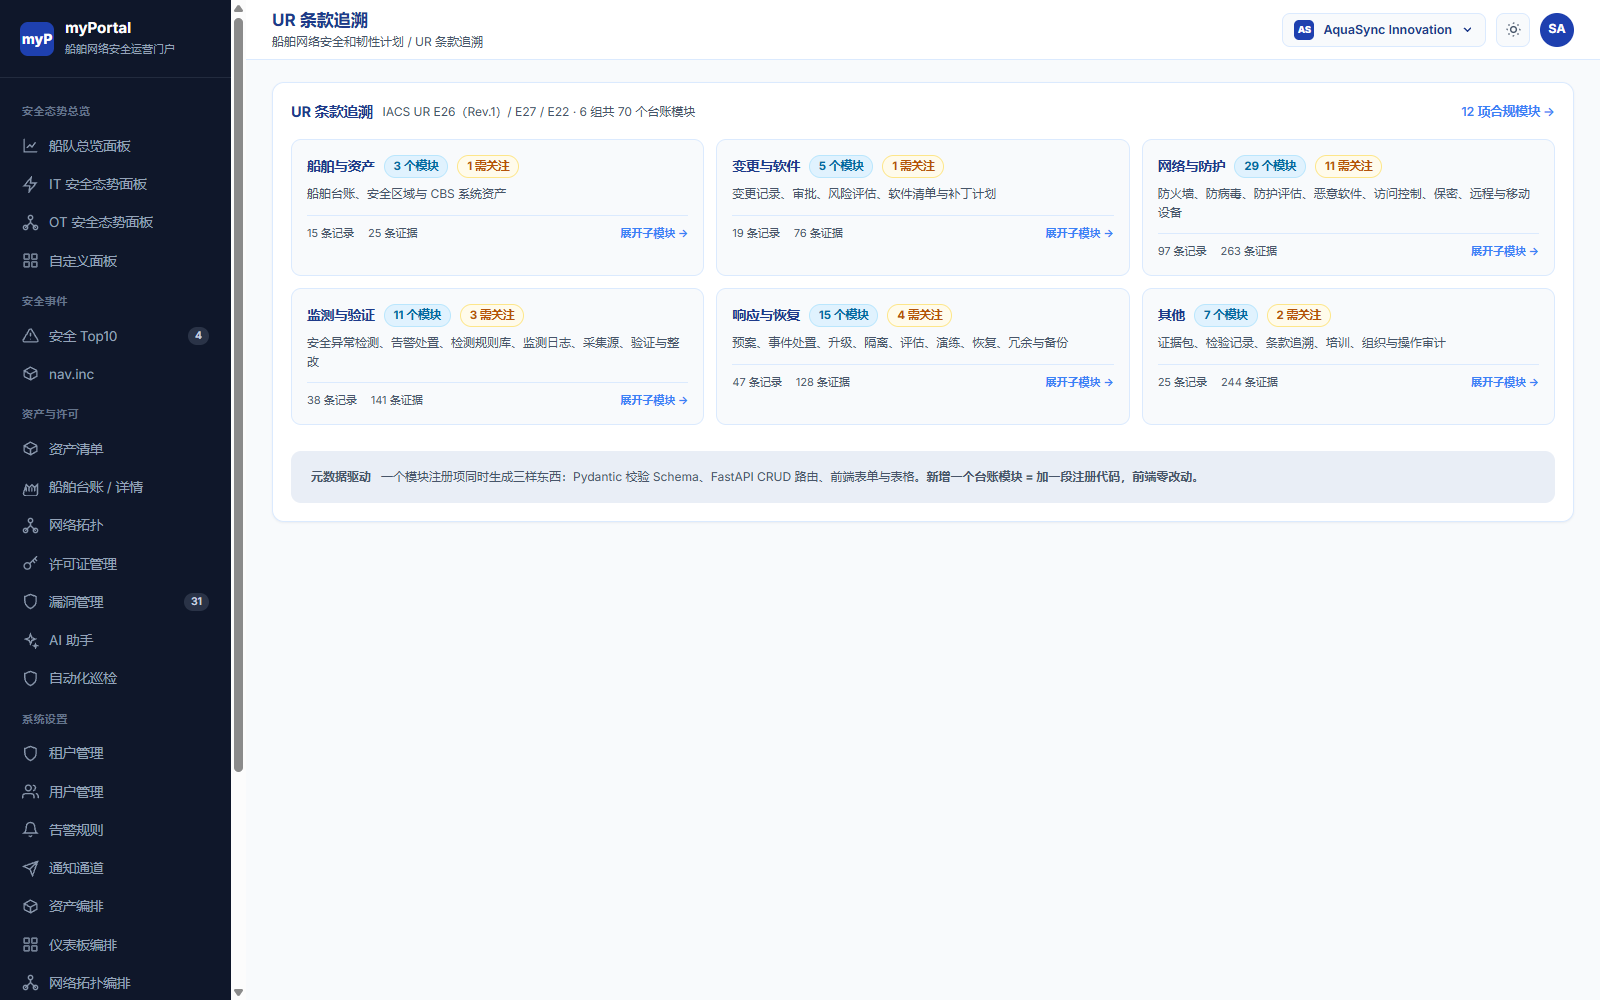 myP
myPortal
船舶网络安全运营门户
安全态势总览
船队总览面板
IT 安全态势面板
OT 安全态势面板
自定义面板
安全事件
安全 Top10
4
nav.inc
资产与许可
资产清单
船舶台账 / 详情
网络拓扑
许可证管理
漏洞管理
31
AI 助手
自动化巡检
系统设置
租户管理
用户管理
告警规则
通知通道
资产编排
仪表板编排
网络拓扑编排
UR 条款追溯
船舶网络安全和韧性计划 / UR 条款追溯
AS
AquaSync Innovation
SA
UR 条款追溯 IACS UR E26（Rev.1）/ E27 / E22 · 6 组共 70 个台账模块
12 项合规模块 →
船舶与资产 3 个模块 1 需关注
船舶台账、安全区域与 CBS 系统资产
15 条记录 25 条证据 展开子模块 →
变更与软件 5 个模块 1 需关注
变更记录、审批、风险评估、软件清单与补丁计划
19 条记录 76 条证据 展开子模块 →
网络与防护 29 个模块 11 需关注
防火墙、防病毒、防护评估、恶意软件、访问控制、保密、远程与移动
设备
97 条记录 263 条证据 展开子模块 →
监测与验证 11 个模块 3 需关注
安全异常检测、告警处置、检测规则库、监测日志、采集源、验证与整
改
38 条记录 141 条证据 展开子模块 →
响应与恢复 15 个模块 4 需关注
预案、事件处置、升级、隔离、评估、演练、恢复、冗余与备份
47 条记录 128 条证据 展开子模块 →
其他 7 个模块 2 需关注
证据包、检验记录、条款追溯、培训、组织与操作审计
25 条记录 244 条证据 展开子模块 →
元数据驱动 一个模块注册项同时生成三样东西：Pydantic 校验 Schema、FastAPI CRUD 路由、前端表单与表格。新增一个台账模块 = 加一段注册代码，前端零改动。